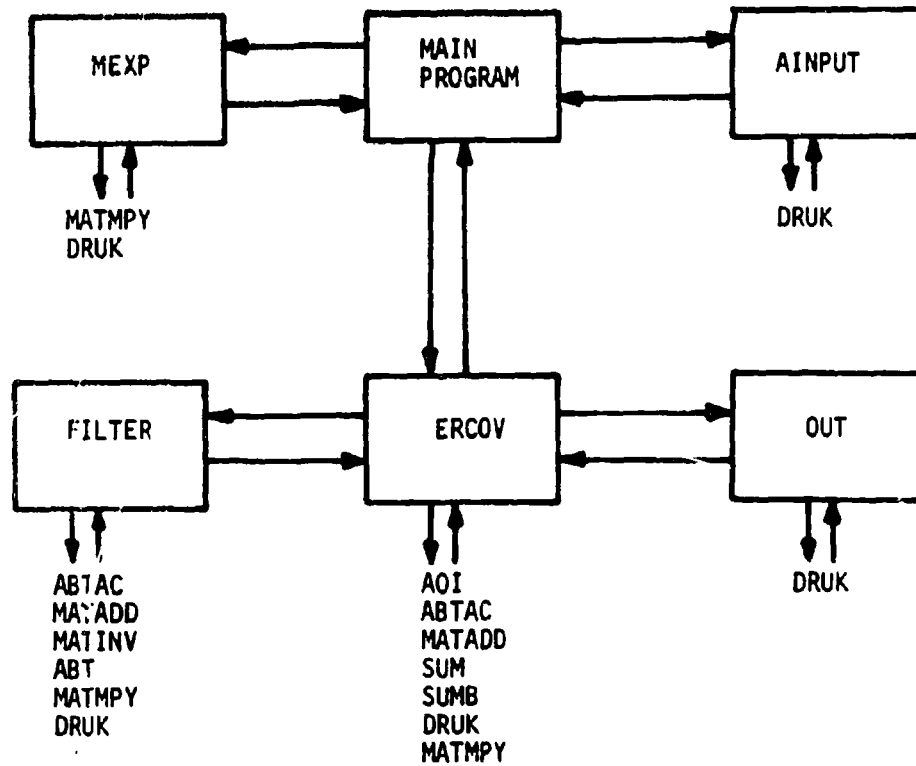 MEXP
MAIN
PROGRAM
AINPUT
MATMPY
DRUK
DRUK
FILTER
ERCOV
OUT
ABTAC
MATADD
MATINV
ABT
MATMPY
DRUK
AOI
ABTAC
MATADD
SUM
SUMB
DRUK
MATMPY
DRUK